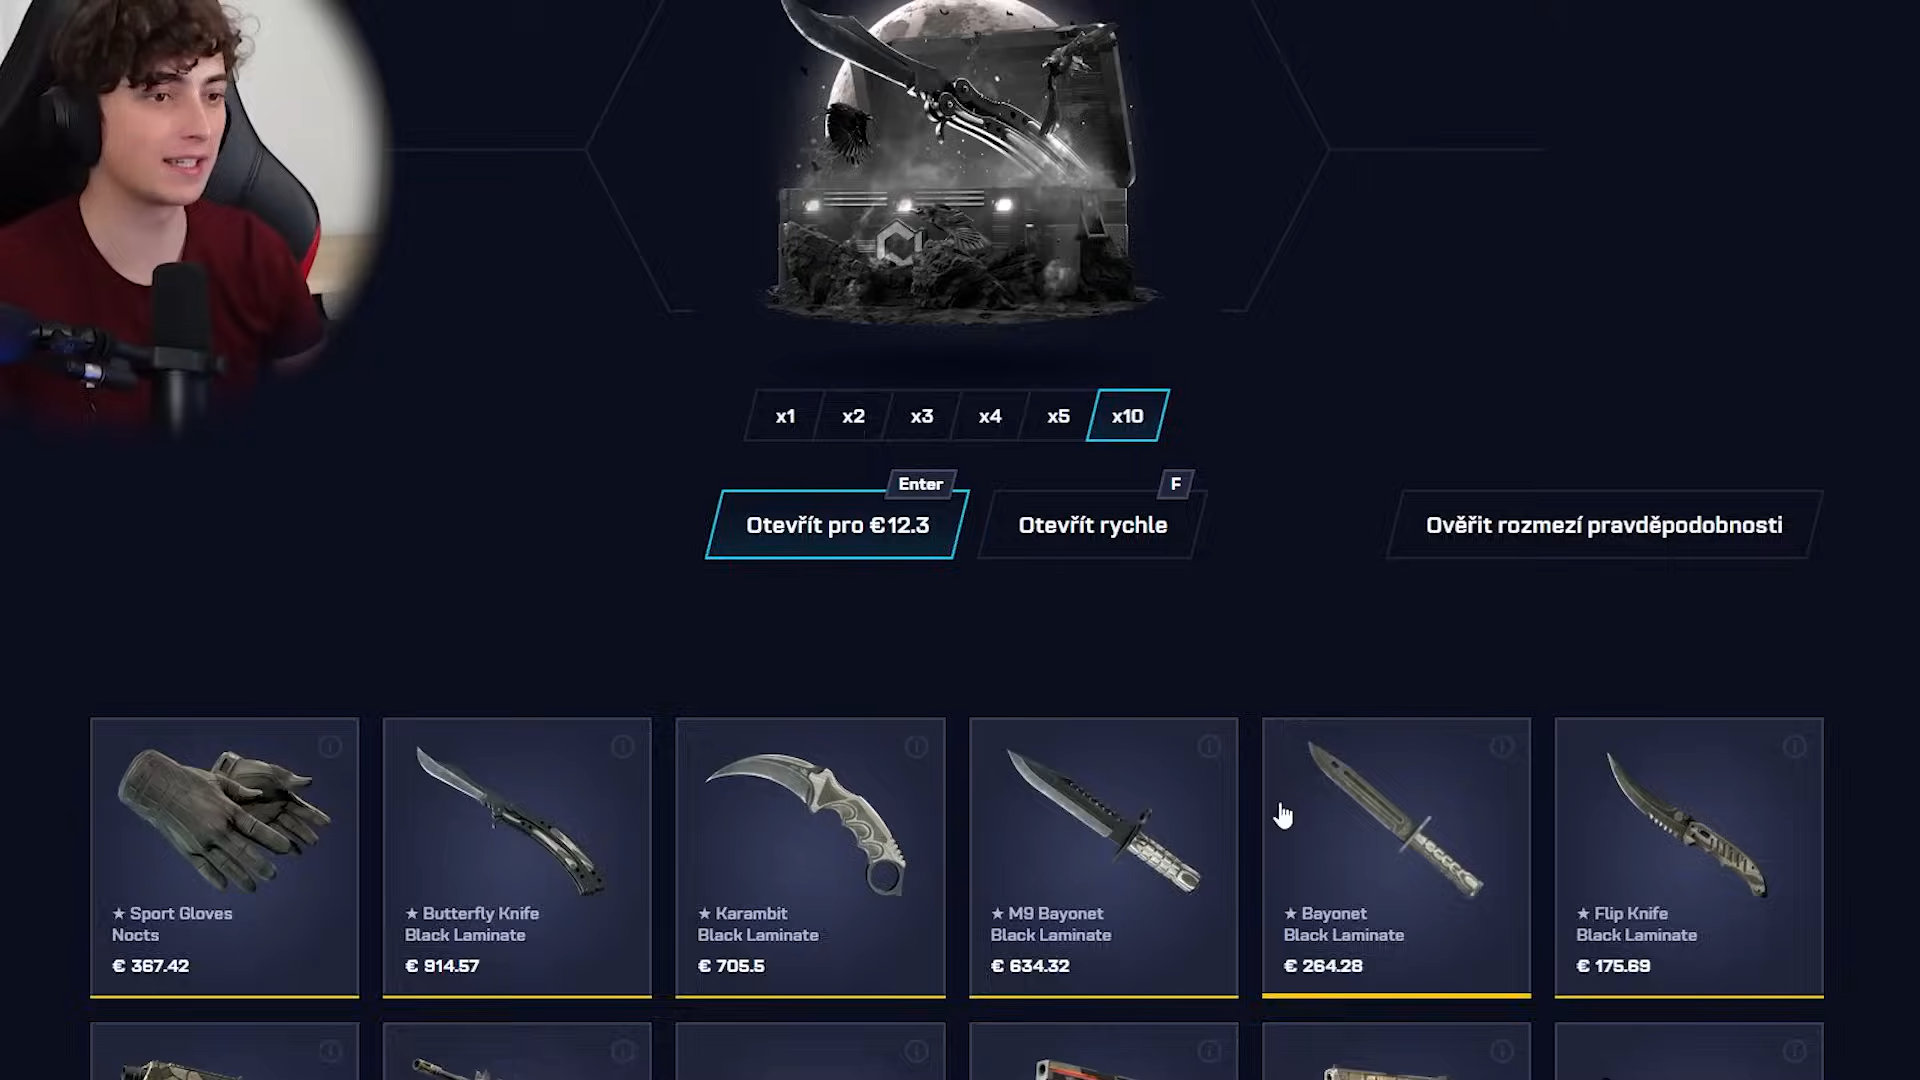 x1
x2
x3
x4
x5
x10
Enter
F
Otevřít pro €12.3
Otevřít rychle
Ověřit rozmezí pravděpodobnosti
★ Sport Gloves
Nocts
€ 367.42
★ Butterfly Knife
Black Laminate
€ 914.57
★ Karambit
Black Laminate
€ 705.5
★ M9 Bayonet
Black Laminate
€ 634.32
★ Bayonet
Black Laminate
€ 264.28
★ Flip Knife
Black Laminate
€ 175.69